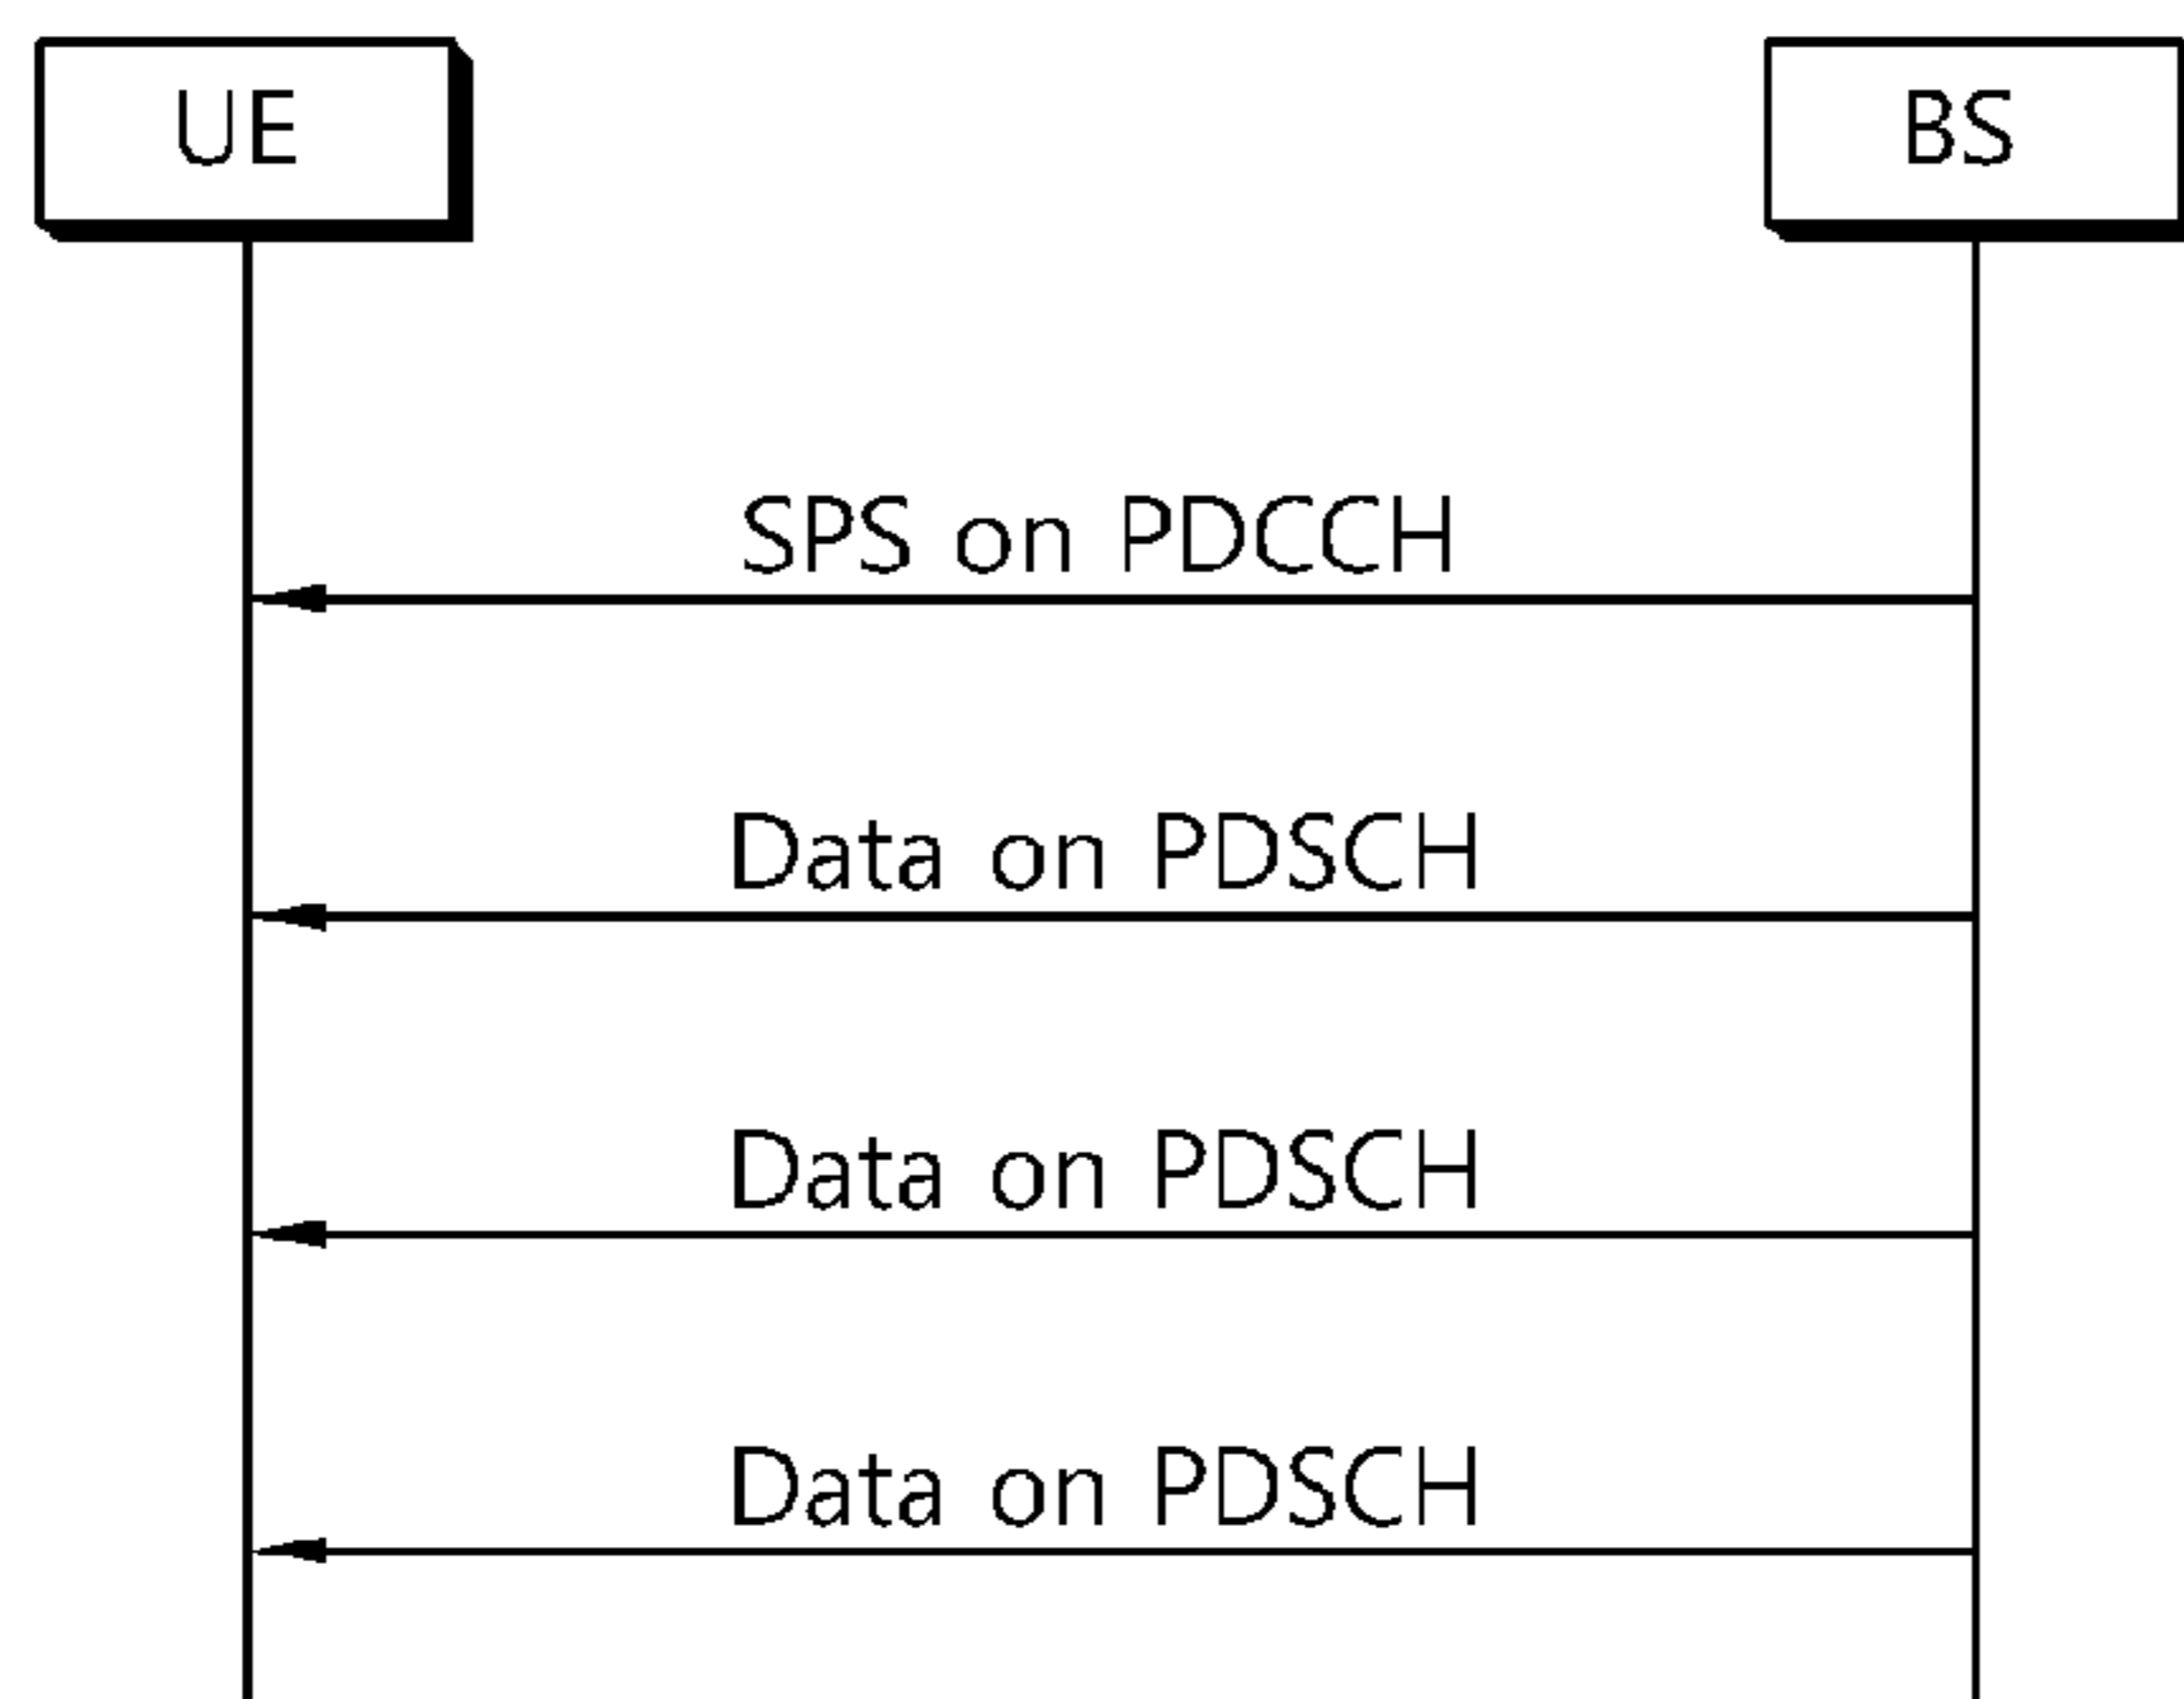 UE
BS
SPS on PDCCH
Data on PDSCH
Data on PDSCH
Data on PDSCH